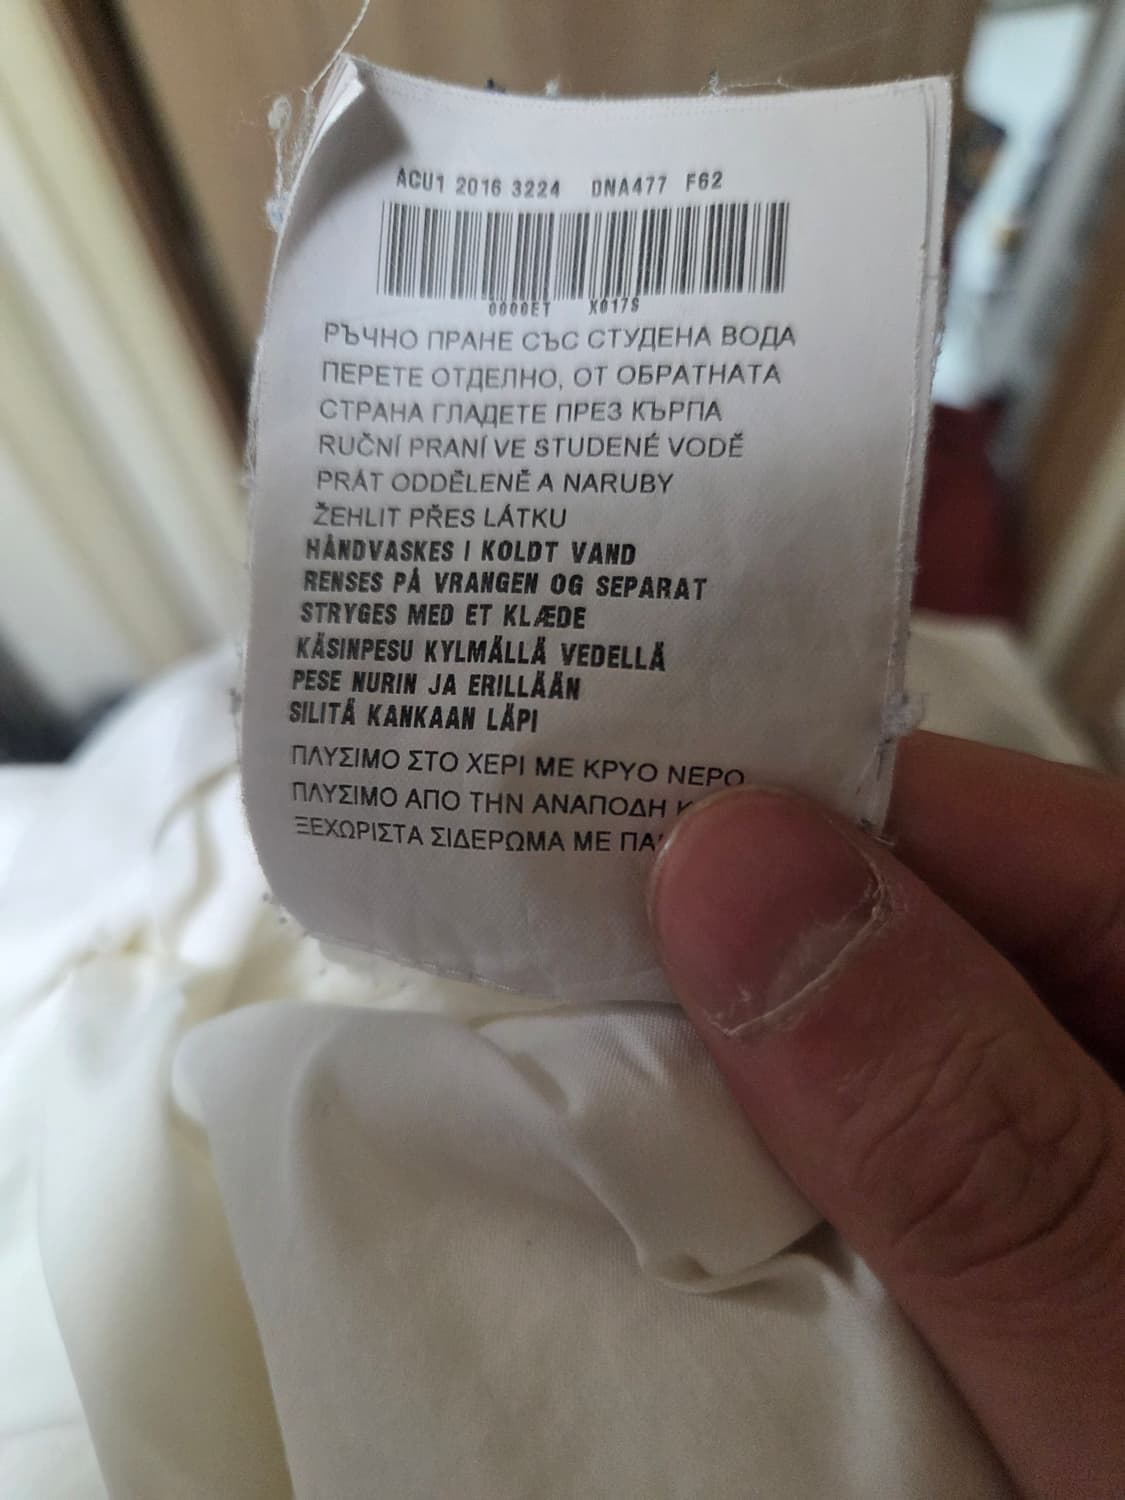 ACU1 2016 3224 DNA477 F62
0000ET X017S
РЪЧНО ПРАНЕ СЪС СТУДЕНА ВОДА
ПЕРЕТЕ ОТДЕЛНО, ОТ ОБРАТНАТА
СТРАНА ГЛАДЕТЕ ПРЕЗ КЪРПА
RUČNÍ PRANÍ VE STUDENÉ VODĚ
PRÁT ODDĚLENĚ A NARUBY
ŽEHLIT PŘES LÁTKU
HÅNDVASKES I KOLDT VAND
RENSES PÅ VRANGEN OG SEPARAT
STRYGES MED ET KLÆDE
KÄSINPESU KYLMÄLLÄ VEDELLÄ
PESE NURIN JA ERILLÄÄN
SILITÄ KANKAAN LÄPI
ΠΛΥΣΙΜΟ ΣΤΟ ΧΕΡΙ ΜΕ ΚΡΥΟ ΝΕΡΟ
ΠΛΥΣΙΜΟ ΑΠΟ ΤΗΝ ΑΝΑΠΟΔΗ
ΞΕΧΩΡΙΣΤΑ ΣΙΔΕΡΩΜΑ ΜΕ